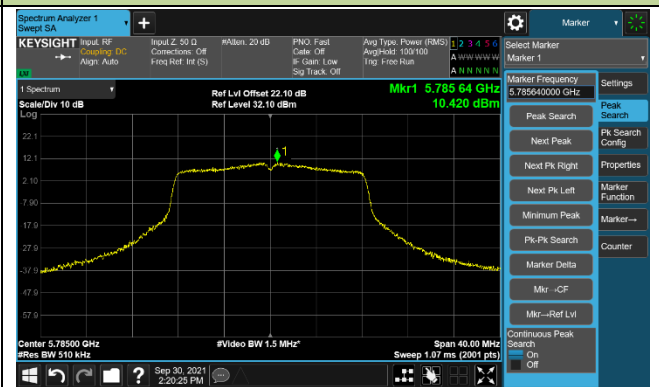 Spectrum Analyzer 1
Swept SA
+
Marker
KEYSIGHT
Input: RF
Coupling: DC
Align: Auto
Input Z: 50 Ω
Corrections: Off
Freq Ref: Int (S)
#Atten: 20 dB
PNO: Fast
Gate: Off
IF Gain: Low
Sig Track: Off
Avg Type: Power (RMS)
Avg|Hold: 100/100
Trig: Free Run
1 2 3 4 5 6
A W W W W W
A N N N N N
LXI
Select Marker
Marker 1
1 Spectrum
Scale/Div 10 dB
Log
Ref Lvl Offset 22.10 dB
Ref Level 32.10 dBm
Mkr1 5.785 64 GHz
10.420 dBm
Marker Frequency
5.785640000 GHz
Peak Search
Next Peak
Next Pk Right
Next Pk Left
Minimum Peak
Pk-Pk Search
Marker Delta
Mkr→CF
Mkr→Ref Lvl
Continuous Peak
Search
On
Off
Settings
Peak
Search
Pk Search
Config
Properties
Marker
Function
Marker→
Counter
22.1
12.1
2.10
-7.90
-17.9
-27.9
-37.9
-47.9
-57.9
1
Center 5.78500 GHz
#Res BW 510 kHz
#Video BW 1.5 MHz*
Span 40.00 MHz
Sweep 1.07 ms (2001 pts)
?
Sep 30, 2021
2:20:25 PM